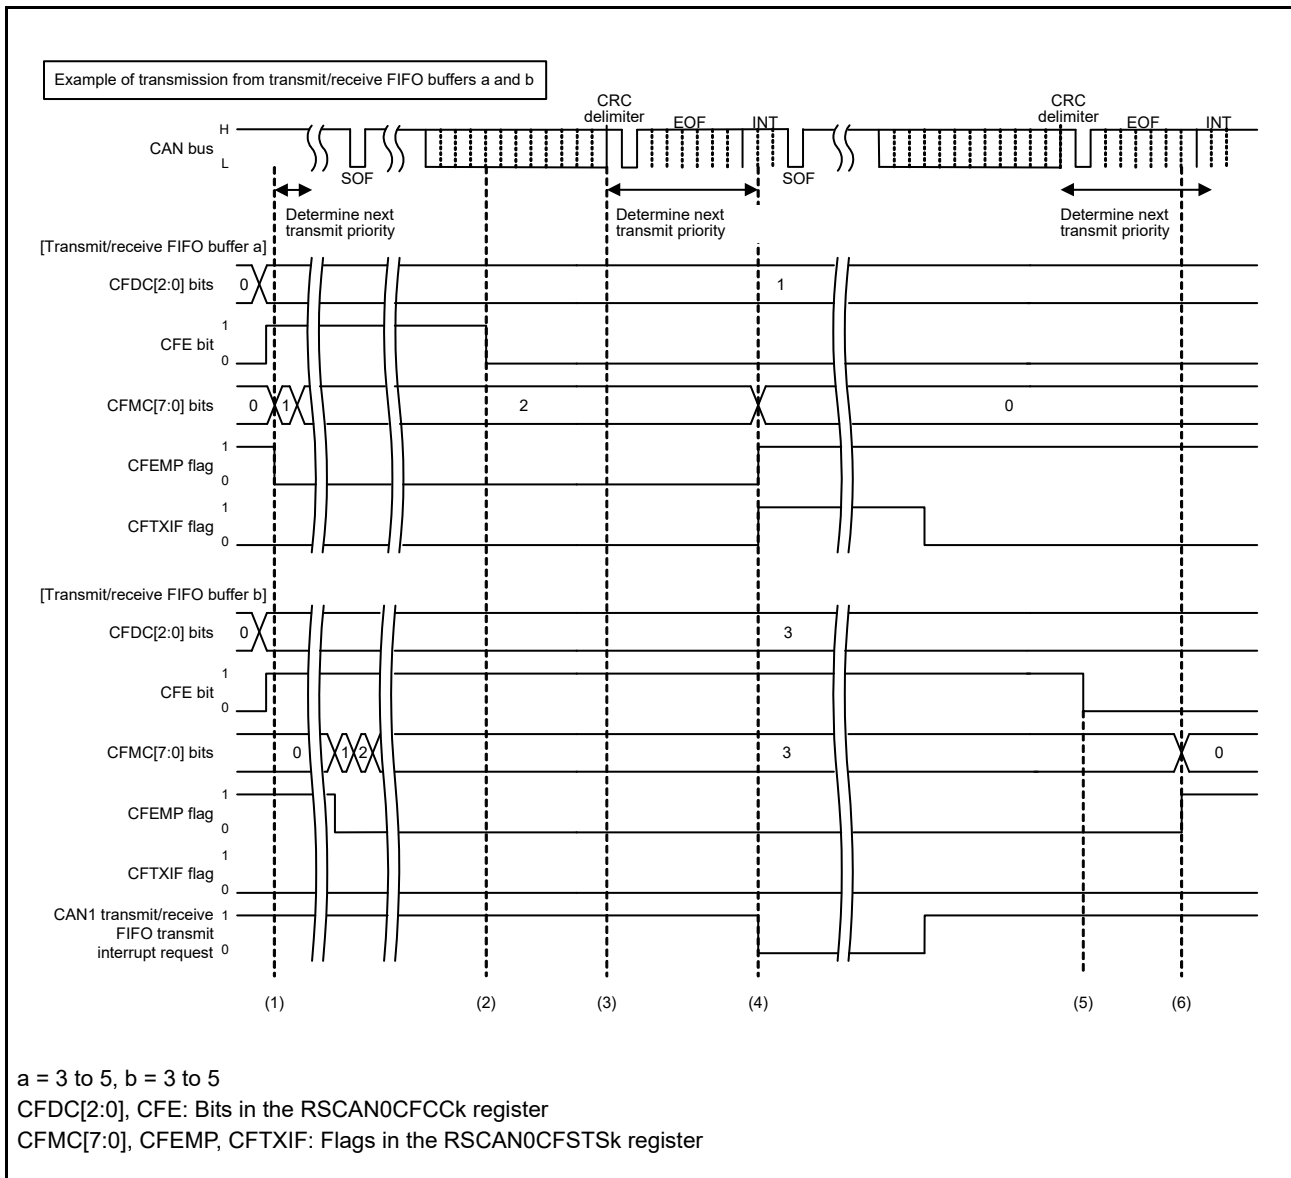 Example of transmission from transmit/receive FIFO buffers a and b
CRC
delimiter
EOF
INT
CRC
delimiter
EOF
INT
CAN bus
H
L
SOF
SOF
Determine next
transmit priority
Determine next
transmit priority
Determine next
transmit priority
[Transmit/receive FIFO buffer a]
CFDC[2:0] bits
0
1
CFE bit
1
0
CFMC[7:0] bits
0
1
2
0
CFEMP flag
1
0
CFTXIF flag
1
0
[Transmit/receive FIFO buffer b]
CFDC[2:0] bits
0
3
CFE bit
1
0
CFMC[7:0] bits
0
1
2
3
0
CFEMP flag
1
0
CFTXIF flag
1
0
CAN1 transmit/receive
FIFO transmit
interrupt request
1
0
(1)
(2)
(3)
(4)
(5)
(6)
a = 3 to 5, b = 3 to 5
CFDC[2:0], CFE: Bits in the RSCAN0CFCCk register
CFMC[7:0], CFEMP, CFTXIF: Flags in the RSCAN0CFSTSk register